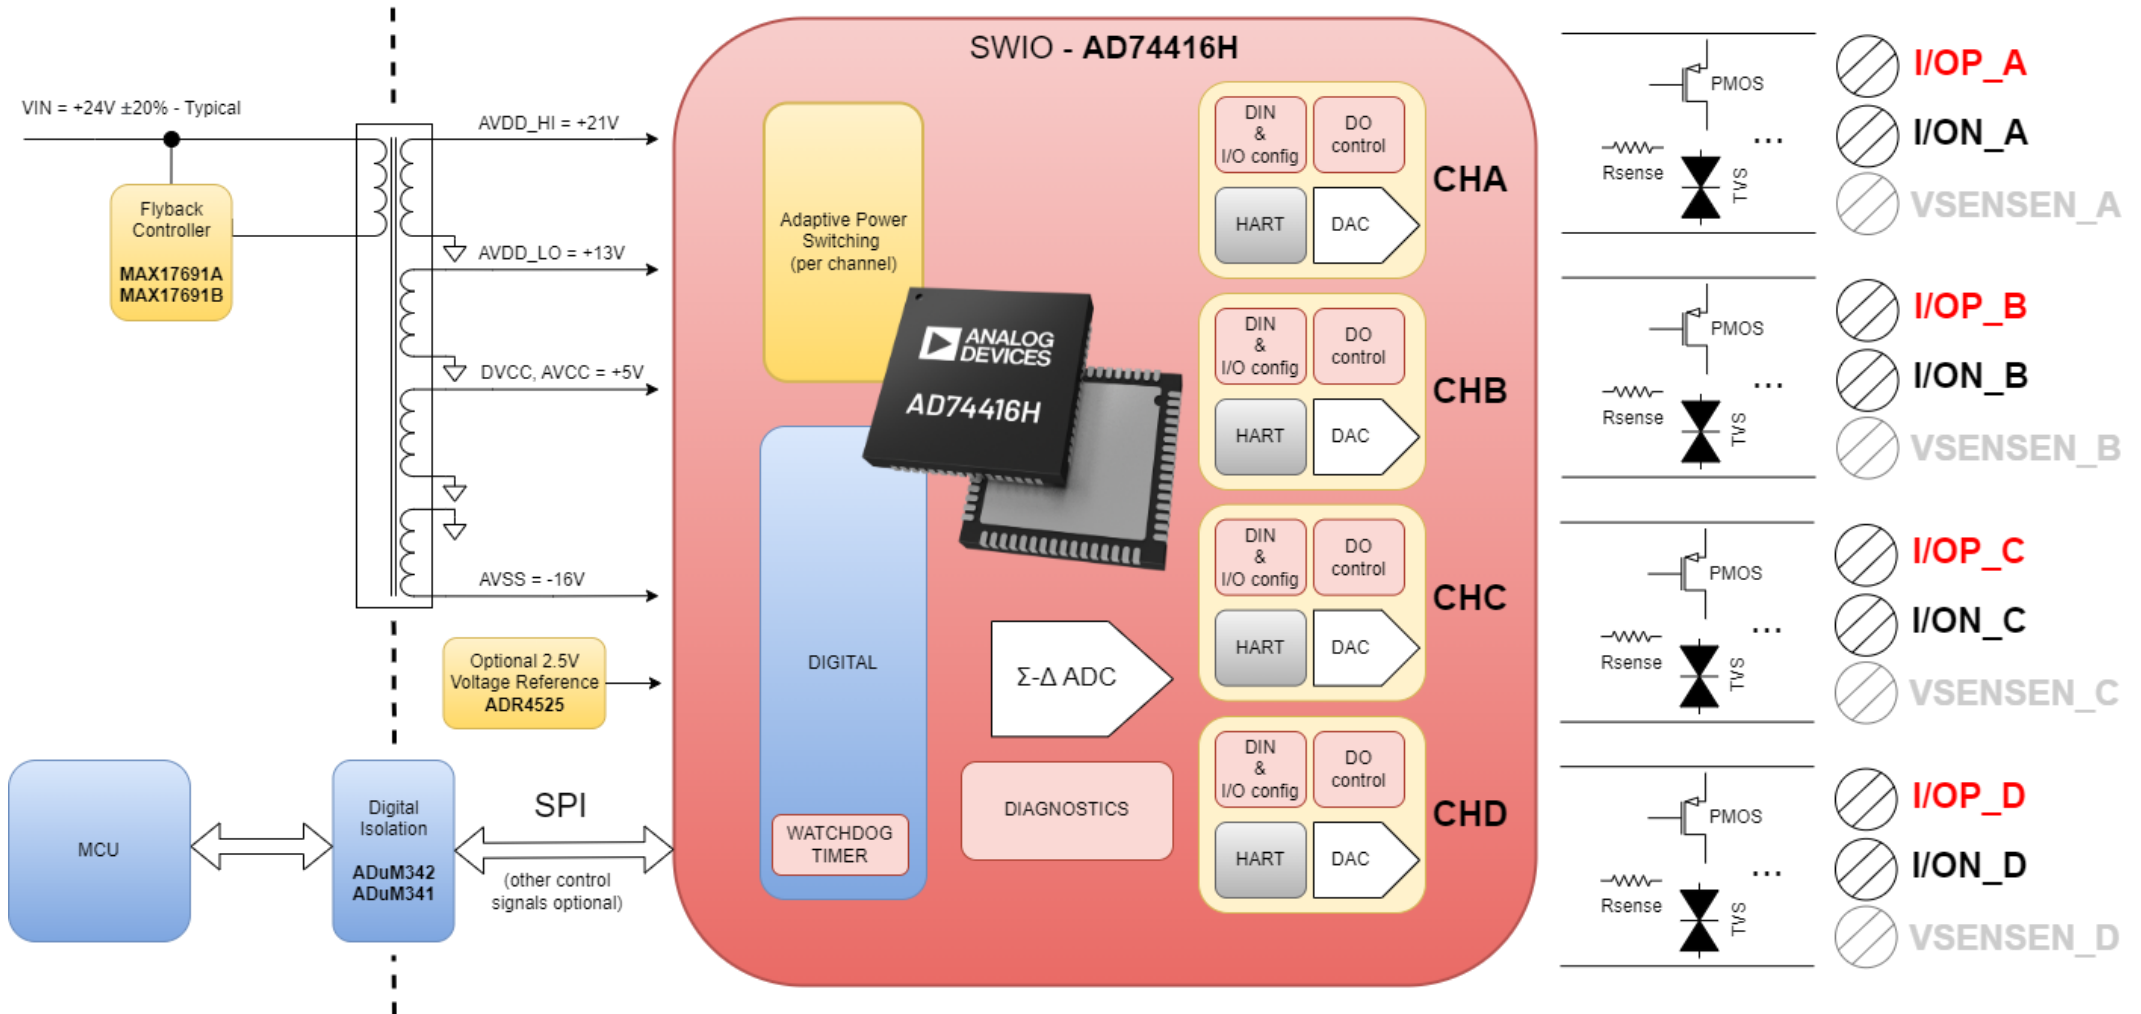 SWIO - AD74416H
VIN = +24V ±20% - Typical
Flyback
Controller
MAX17691A
MAX17691B
AVDD_HI = +21V
AVDD_LO = +13V
DVCC, AVCC = +5V
AVSS = -16V
Optional 2.5V
Voltage Reference
ADR4525
MCU
Digital
Isolation
ADuM342
ADuM341
SPI
(other control
signals optional)
Adaptive Power
Switching
(per channel)
ANALOG
DEVICES
AD74416H
DIGITAL
WATCHDOG
TIMER
Σ-Δ ADC
DIAGNOSTICS
DIN
&
I/O config
DO
control
HART
DAC
CHA
DIN
&
I/O config
DO
control
HART
DAC
CHB
DIN
&
I/O config
DO
control
HART
DAC
CHC
DIN
&
I/O config
DO
control
HART
DAC
CHD
PMOS
Rsense
TVS
...
I/OP_A
I/ON_A
VSENSEN_A
PMOS
Rsense
TVS
...
I/OP_B
I/ON_B
VSENSEN_B
PMOS
Rsense
TVS
...
I/OP_C
I/ON_C
VSENSEN_C
PMOS
Rsense
TVS
...
I/OP_D
I/ON_D
VSENSEN_D